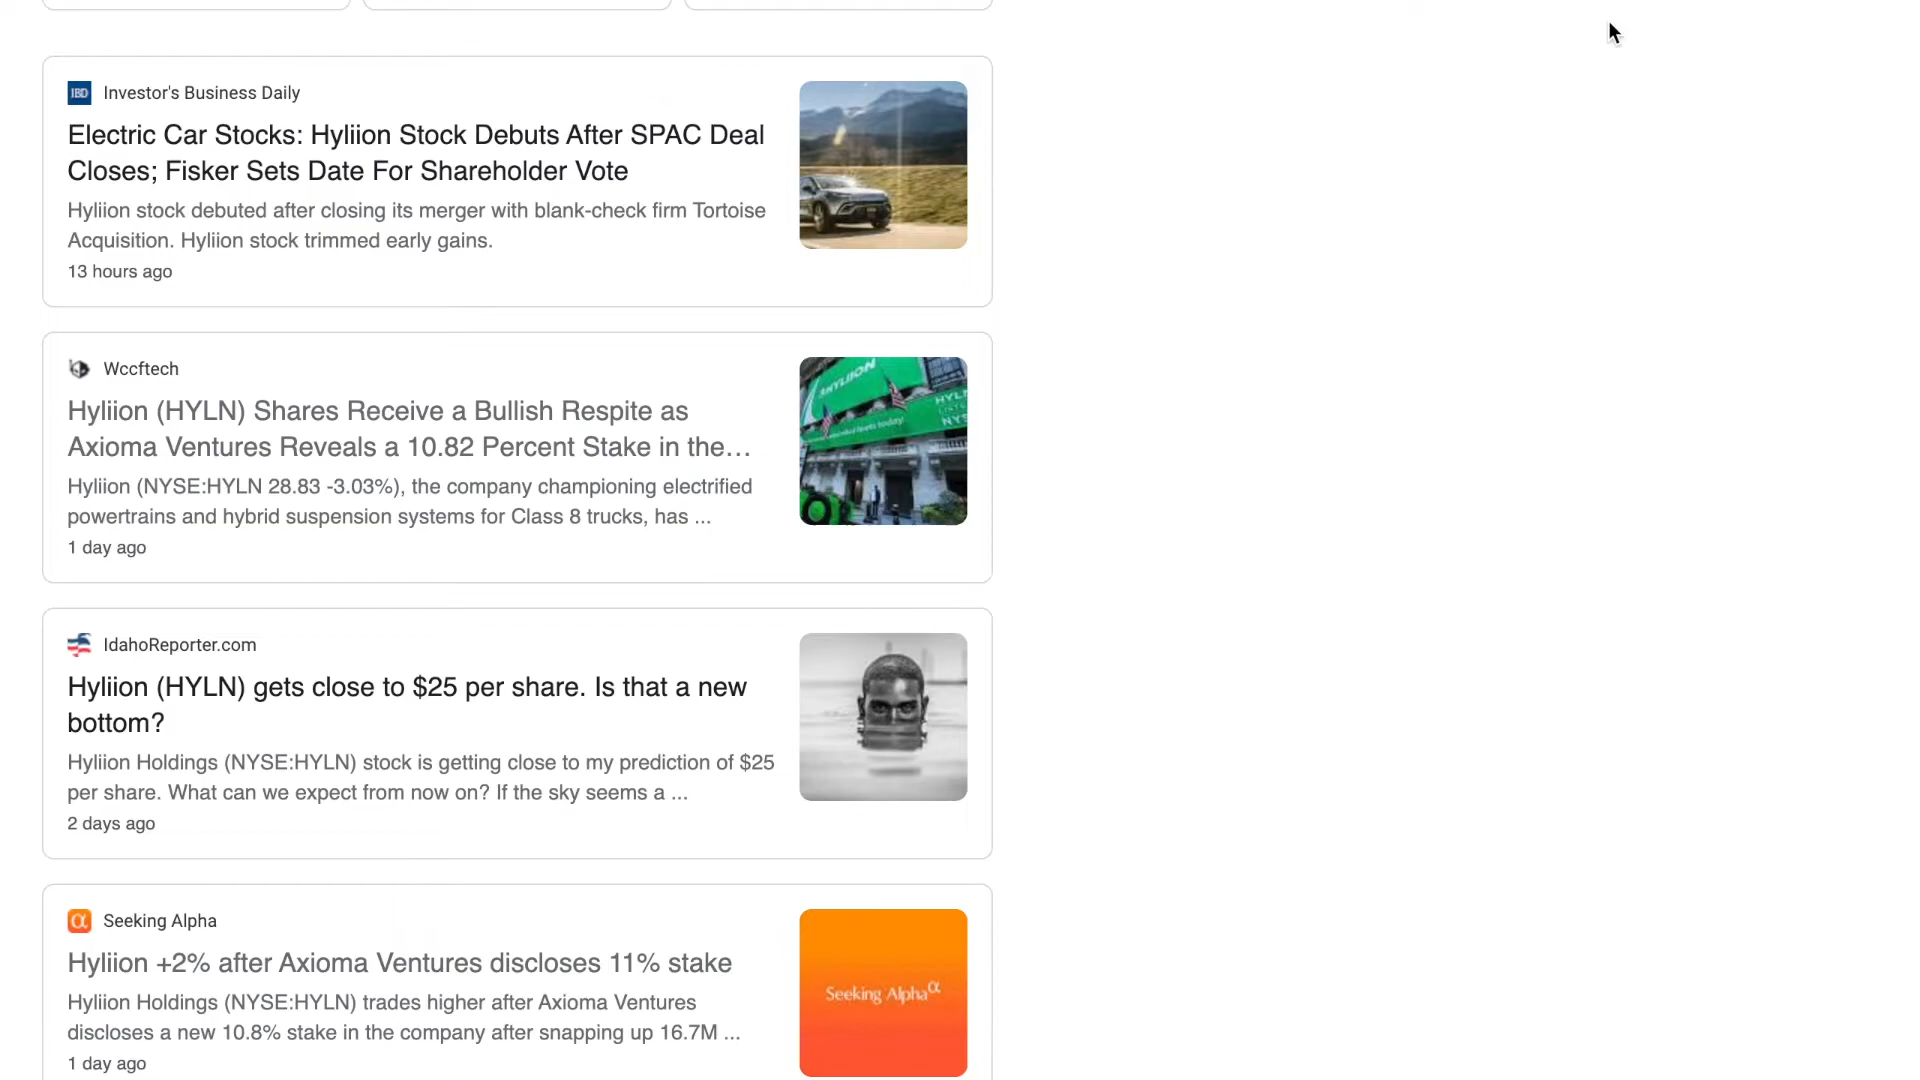 IBD
Investor's Business Daily
Electric Car Stocks: Hyliion Stock Debuts After SPAC Deal
Closes; Fisker Sets Date For Shareholder Vote
Hyliion stock debuted after closing its merger with blank-check firm Tortoise
Acquisition. Hyliion stock trimmed early gains.
13 hours ago
Wccftech
Hyliion (HYLN) Shares Receive a Bullish Respite as
Axioma Ventures Reveals a 10.82 Percent Stake in the…
Hyliion (NYSE:HYLN 28.83 -3.03%), the company championing electrified
powertrains and hybrid suspension systems for Class 8 trucks, has ...
1 day ago
HYLIION
today!
IdahoReporter.com
Hyliion (HYLN) gets close to $25 per share. Is that a new
bottom?
Hyliion Holdings (NYSE:HYLN) stock is getting close to my prediction of $25
per share. What can we expect from now on? If the sky seems a ...
2 days ago
α
Seeking Alpha
Hyliion +2% after Axioma Ventures discloses 11% stake
Hyliion Holdings (NYSE:HYLN) trades higher after Axioma Ventures
discloses a new 10.8% stake in the company after snapping up 16.7M ...
1 day ago
Seeking Alpha α